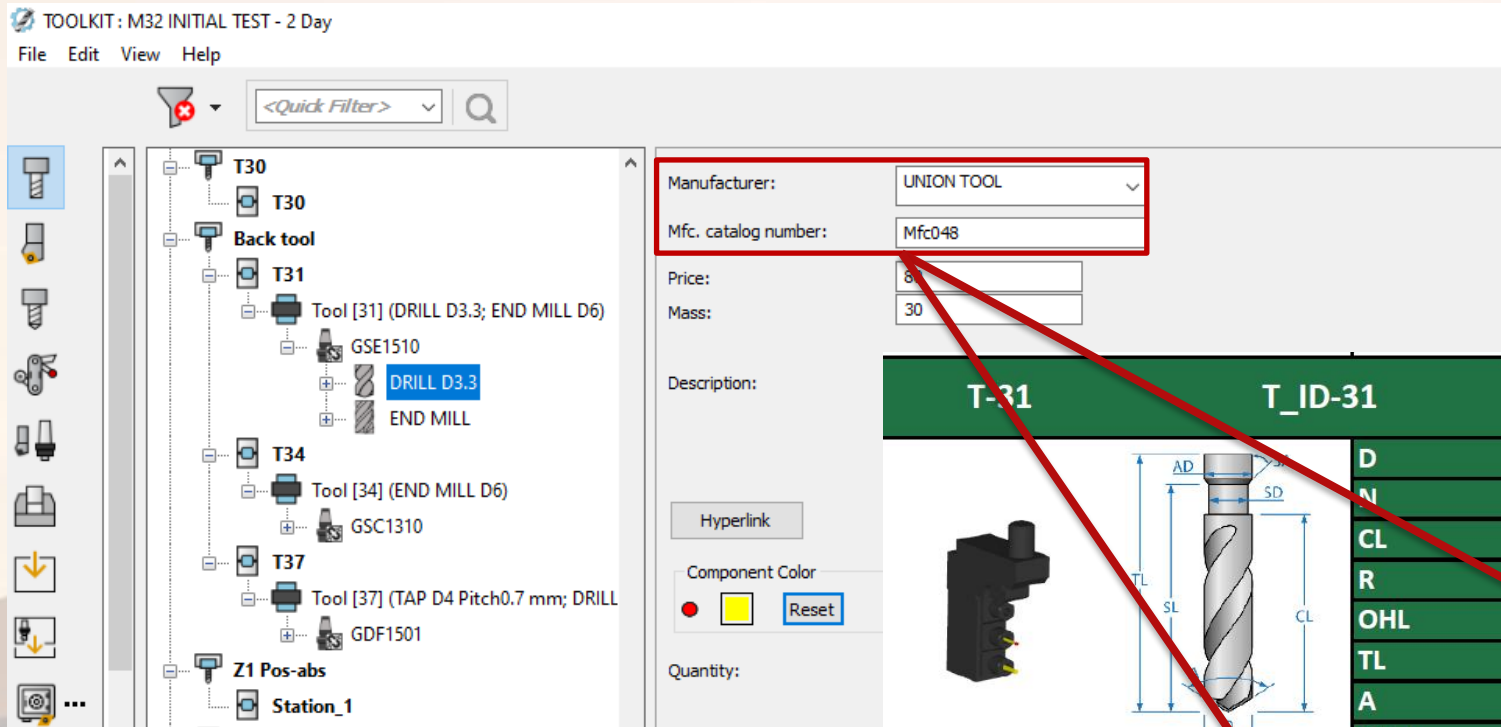 TOOLKIT : M32 INITIAL TEST - 2 Day
File Edit View Help
<Quick Filter>
T30
T30
Back tool
T31
Tool [31] (DRILL D3.3; END MILL D6)
GSE1510
DRILL D3.3
END MILL
T34
Tool [34] (END MILL D6)
GSC1310
T37
Tool [37] (TAP D4 Pitch0.7 mm; DRILL
GDF1501
Z1 Pos-abs
Station_1
Manufacturer: UNION TOOL
Mfc. catalog number: Mfc048
Price:
Mass: 30
Description:
Hyperlink
Component Color
Reset
Quantity:
T-31 T_ID-31
AD
SD
TL
SL
CL
D
N
CL
R
OHL
TL
A